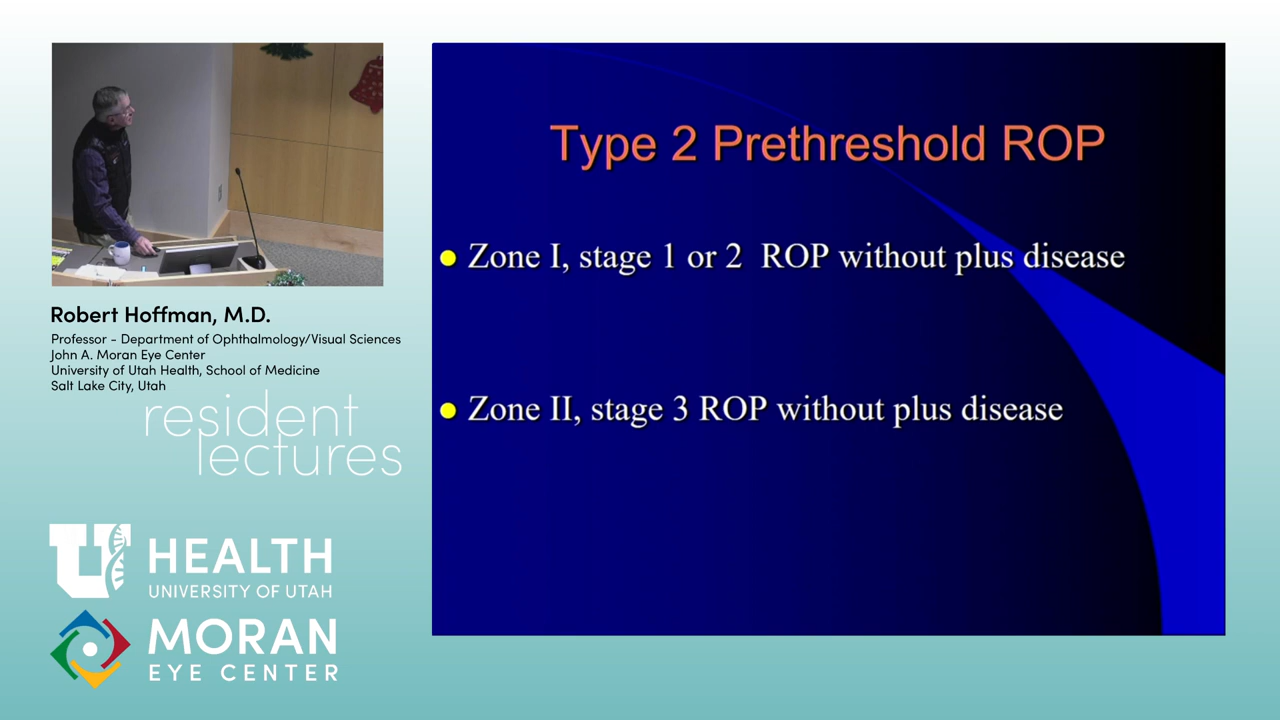 Type 2 Prethreshold ROP
Zone I, stage 1 or 2 ROP without plus disease
Zone II, stage 3 ROP without plus disease
Robert Hoffman, M.D.
Professor - Department of Ophthalmology/Visual Sciences
John A. Moran Eye Center
University of Utah Health, School of Medicine
Salt Lake City, Utah
resident
lectures
U HEALTH
UNIVERSITY OF UTAH
MORAN
EYE CENTER